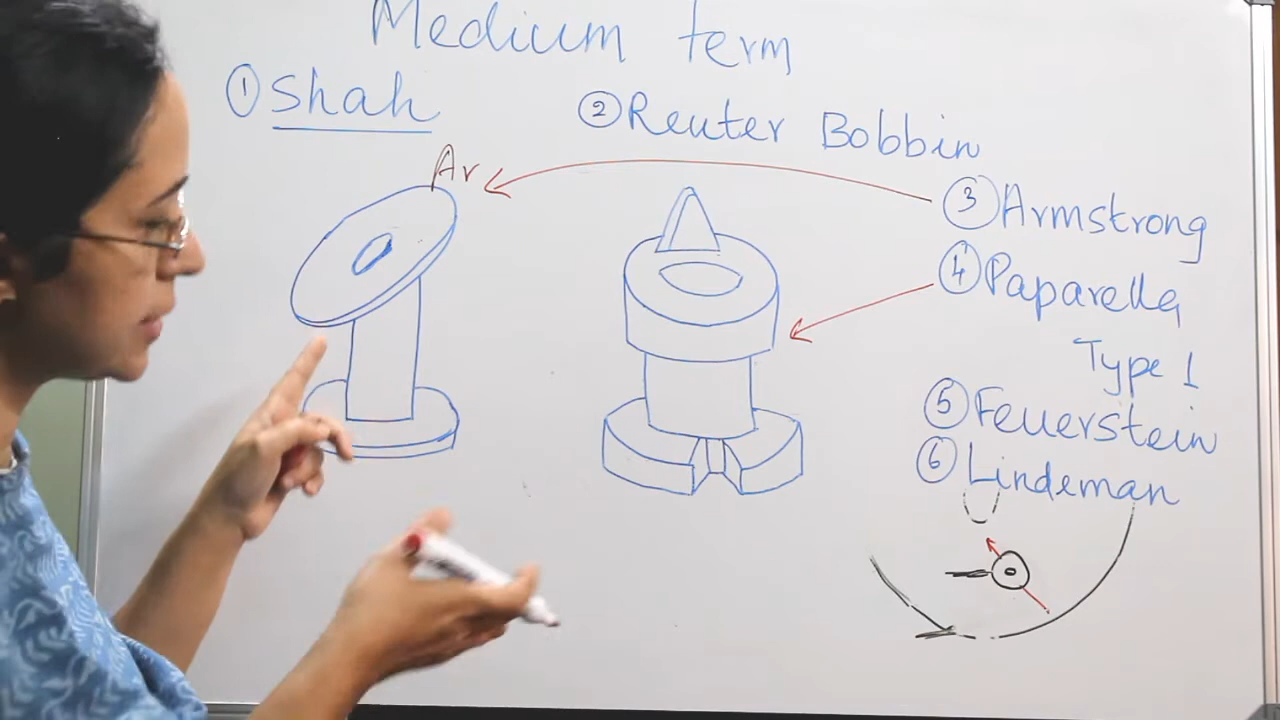 Medium term
① Shah
② Reuter Bobbin
Ar
③ Armstrong
④ Paparella
Type 1
⑤ Feuerstein
⑥ Lindeman